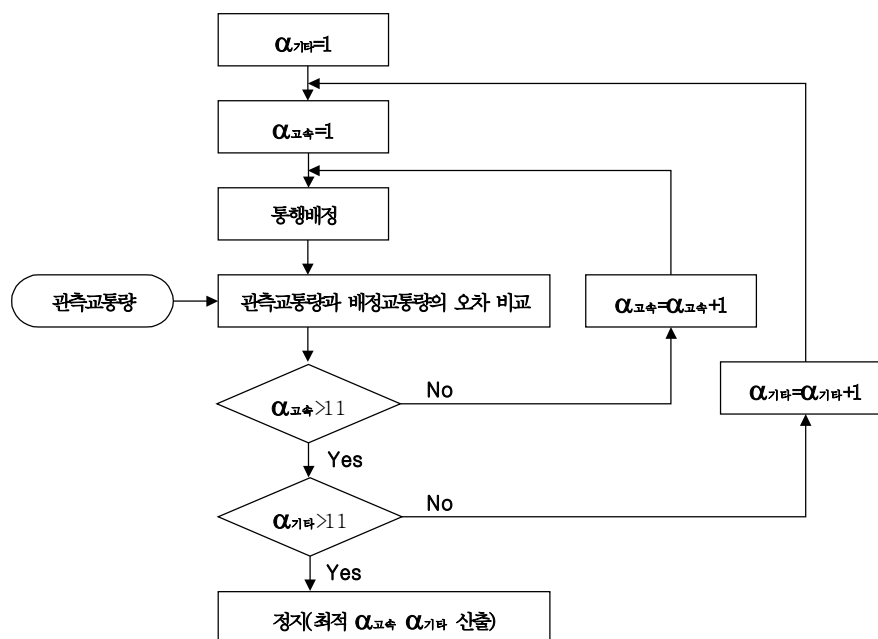 α기타=1
α고속=1
통행배정
관측교통량
관측교통량과 배정교통량의 오차 비교
α고속=α고속+1
α기타=α기타+1
α고속>11
No
Yes
α기타>11
No
Yes
정지(최적 α고속 α기타 산출)